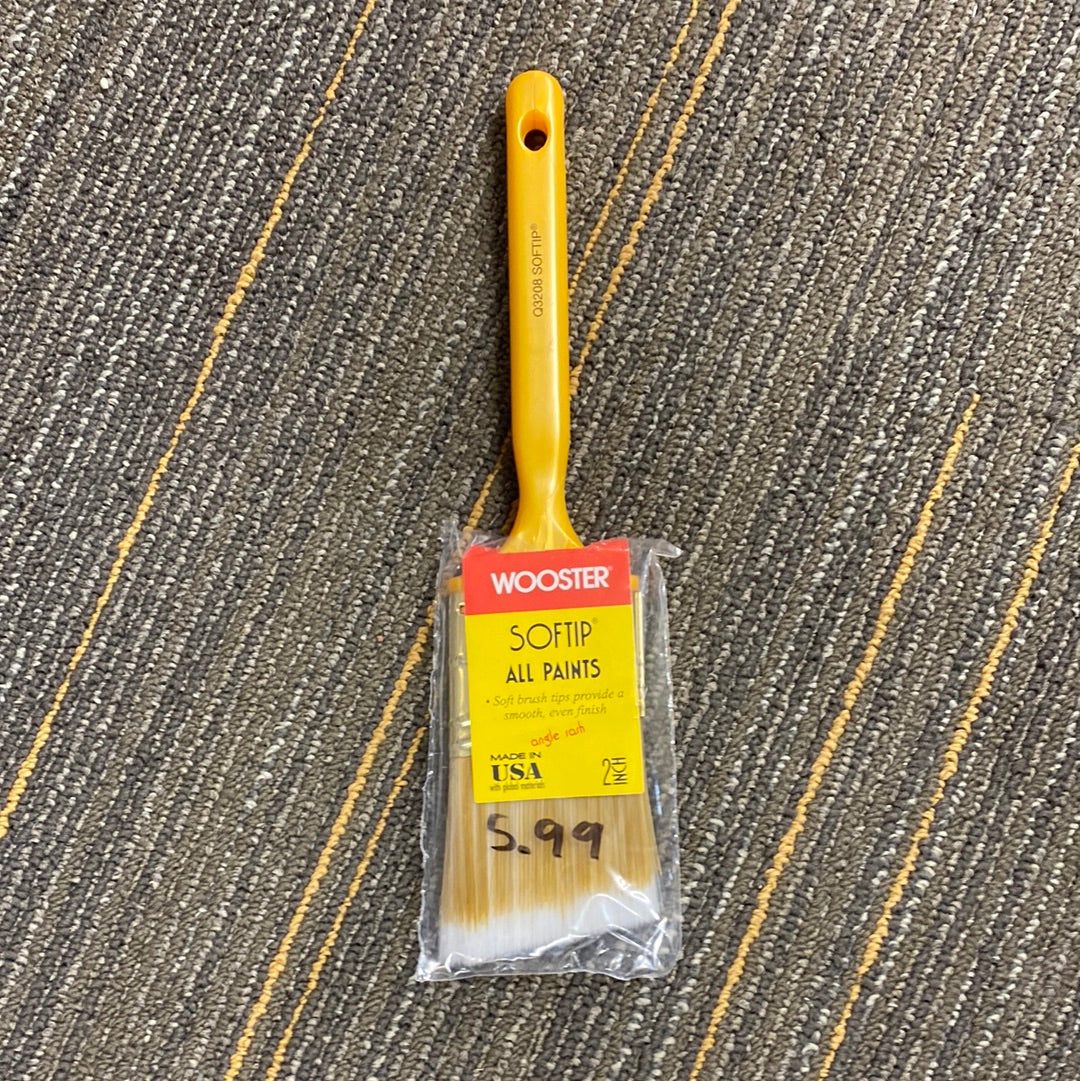 Q3208 SOFTIP®
WOOSTER®
SOFTIP®
ALL PAINTS
• Soft brush tips provide a
smooth, even finish
angle sash
MADE IN
USA
with global materials
2 INCH
5.99